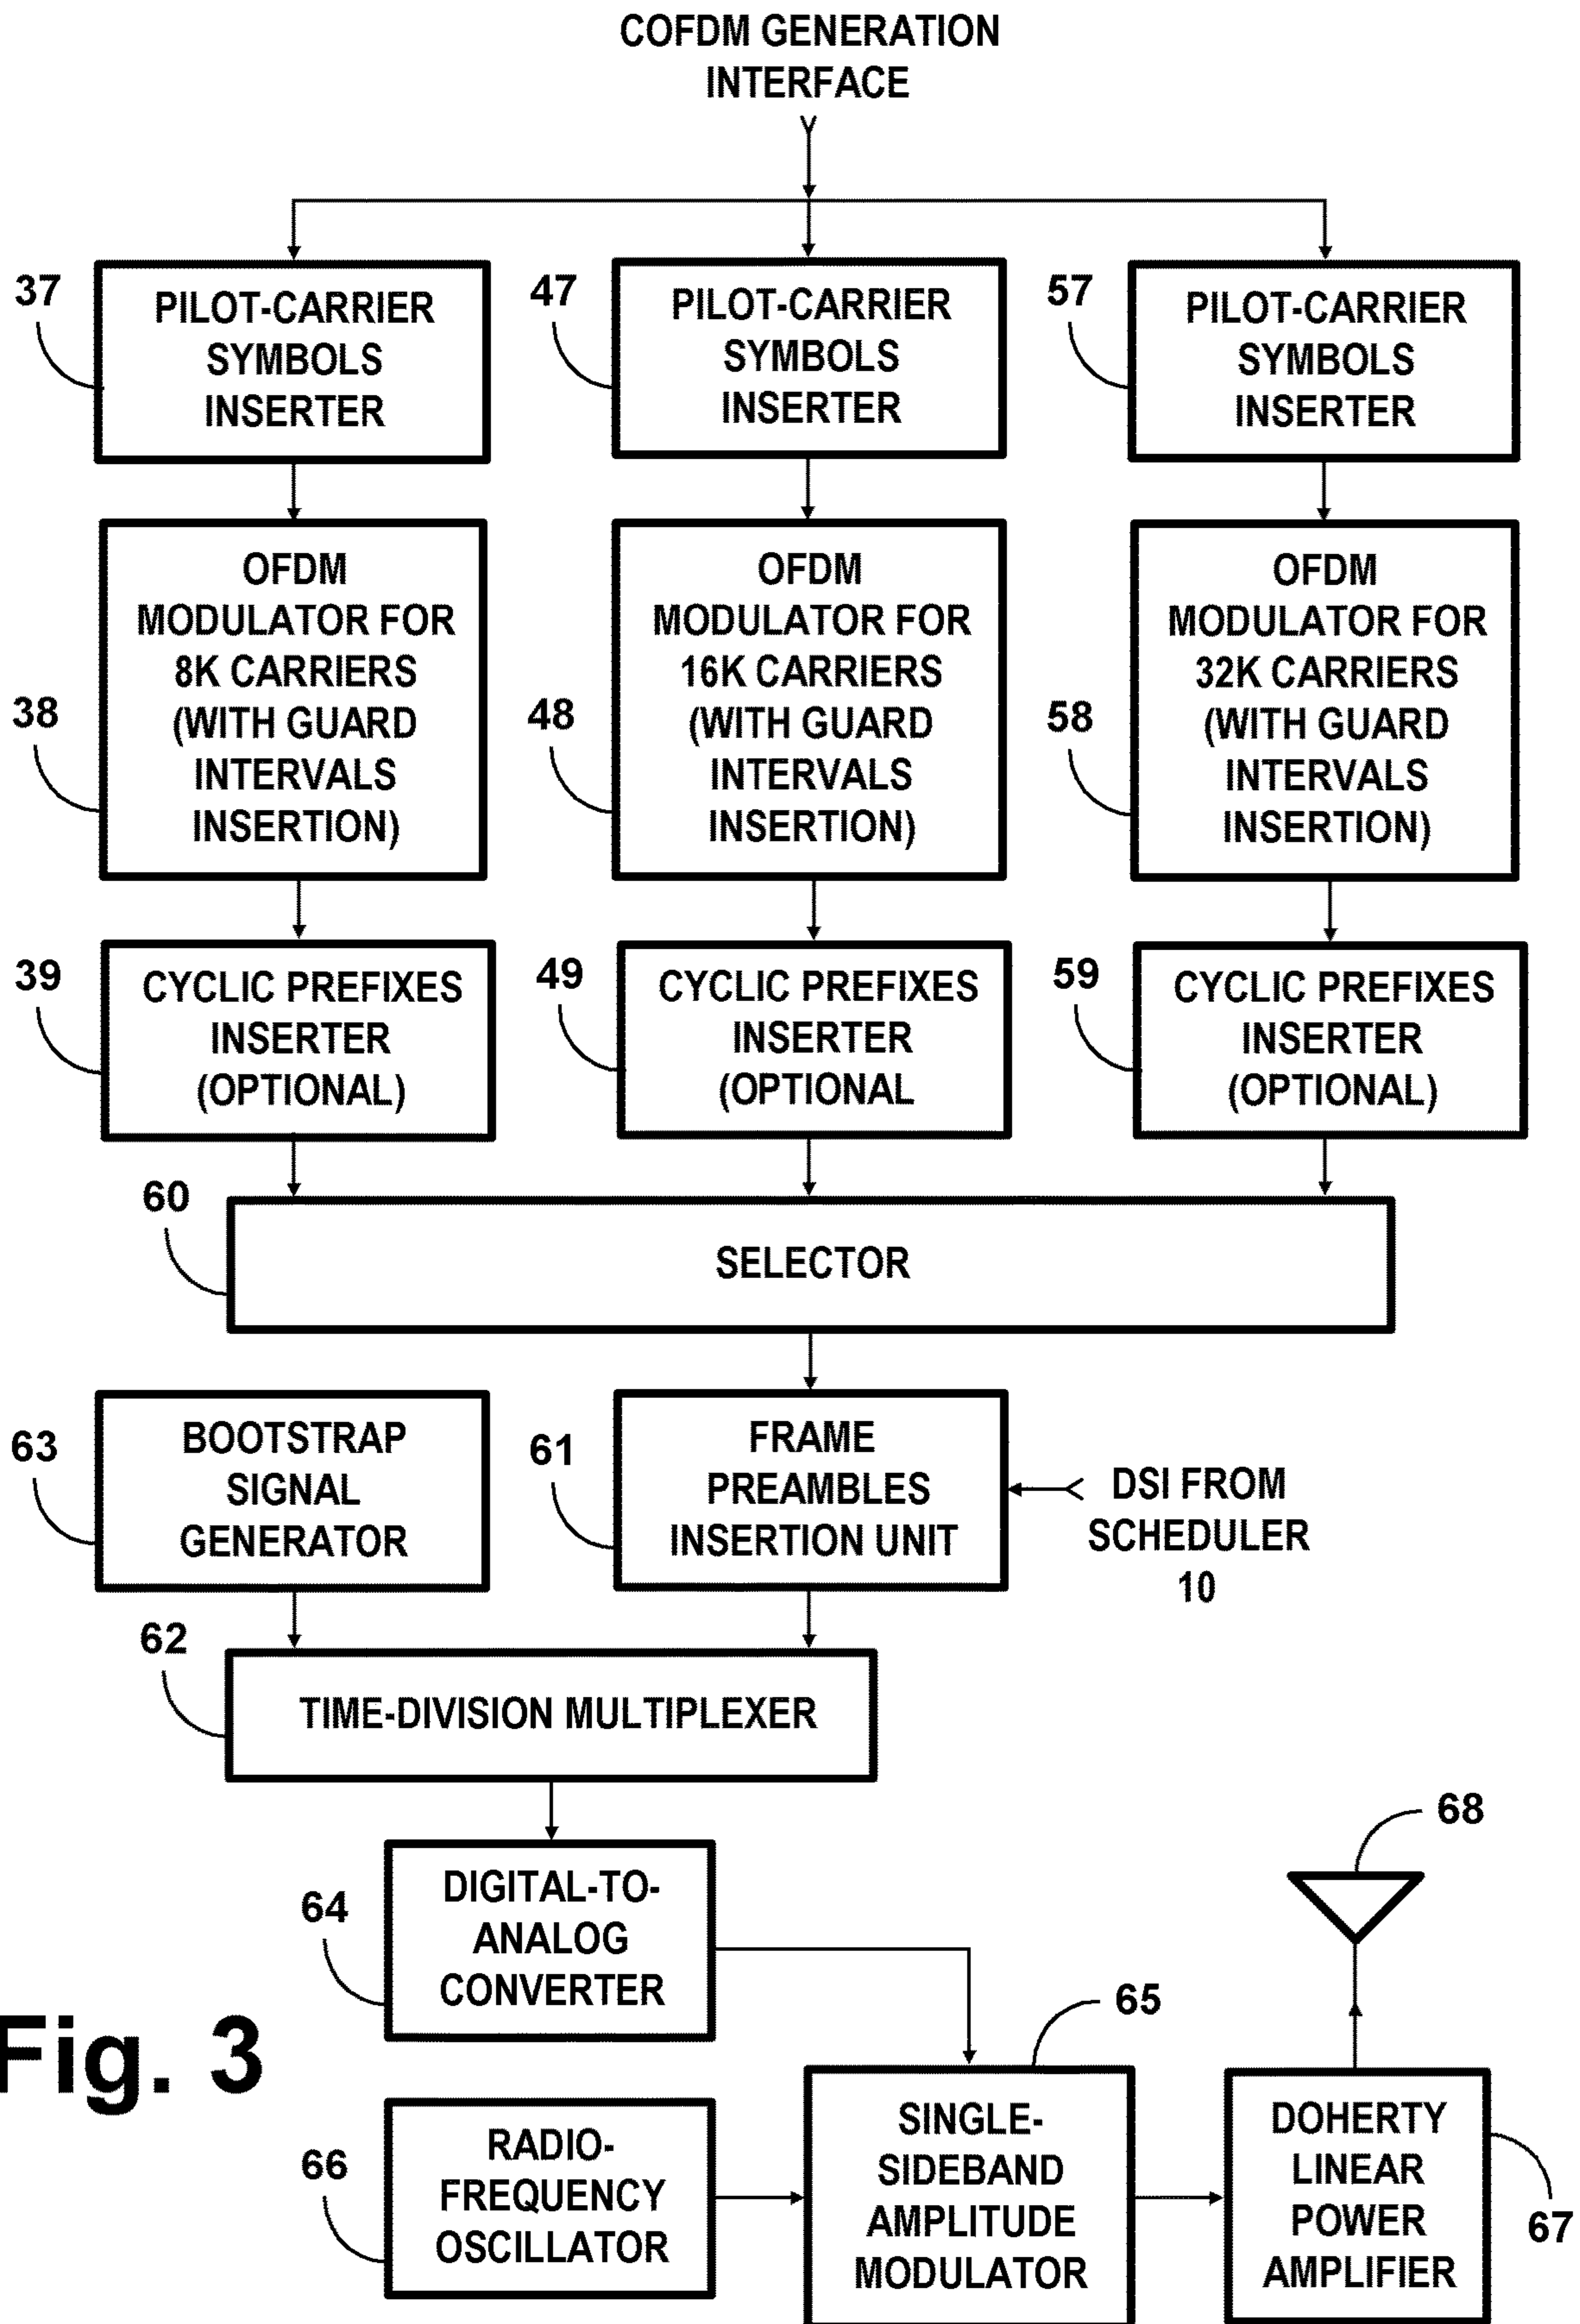 COFDM GENERATION
INTERFACE
37
PILOT-CARRIER
SYMBOLS
INSERTER
47
PILOT-CARRIER
SYMBOLS
INSERTER
57
PILOT-CARRIER
SYMBOLS
INSERTER
38
OFDM
MODULATOR FOR
8K CARRIERS
(WITH GUARD
INTERVALS
INSERTION)
48
OFDM
MODULATOR FOR
16K CARRIERS
(WITH GUARD
INTERVALS
INSERTION)
58
OFDM
MODULATOR FOR
32K CARRIERS
(WITH GUARD
INTERVALS
INSERTION)
39
CYCLIC PREFIXES
INSERTER
(OPTIONAL)
49
CYCLIC PREFIXES
INSERTER
(OPTIONAL
59
CYCLIC PREFIXES
INSERTER
(OPTIONAL)
60
SELECTOR
63
BOOTSTRAP
SIGNAL
GENERATOR
61
FRAME
PREAMBLES
INSERTION UNIT
DSI FROM
SCHEDULER
10
62
TIME-DIVISION MULTIPLEXER
64
DIGITAL-TO-
ANALOG
CONVERTER
68
65
Fig. 3
66
RADIO-
FREQUENCY
OSCILLATOR
SINGLE-
SIDEBAND
AMPLITUDE
MODULATOR
DOHERTY
LINEAR
POWER
AMPLIFIER
67